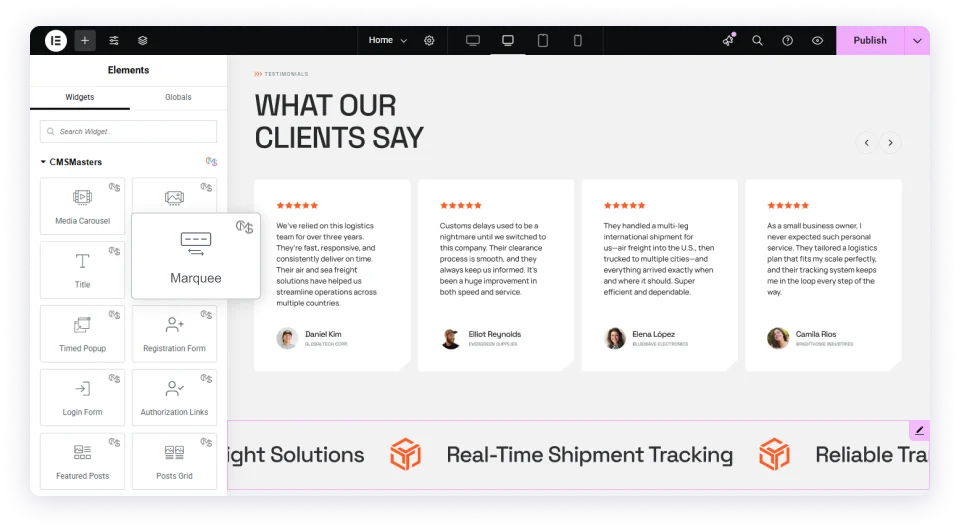 Home
Publish
Elements
Widgets
Globals
Search Widget...
CMSMasters
Media Carousel
Marquee
Title
Timed Popup
Registration Form
Login Form
Authorization Links
Featured Posts
Posts Grid
TESTIMONIALS
WHAT OUR
CLIENTS SAY
We've relied on this logistics
team for over three years.
They're fast, responsive, and
consistently deliver on time.
Their air and sea freight
solutions have helped us
streamline operations across
multiple countries.
Daniel Kim
GLOBALTECH CORP.
Customs delays used to be a
nightmare until we switched to
this company. Their clearance
process is smooth, and they
always keep us informed. It's
been a huge improvement in
both speed and service.
Elliot Reynolds
EVERGREEN SUPPLIES
They handled a multi-leg
international shipment for
us—air freight into the U.S., then
trucked to multiple cities—and
everything arrived exactly when
and where it should. Super
efficient and dependable.
Elena López
BLUEWAVE ELECTRONICS
As a small business owner, I
never expected such personal
service. They tailored a logistics
plan that fits my scale perfectly,
and their tracking system keeps
me in the loop every step of the
way.
Camila Rios
BRIGHTHOME INDUSTRIES
ight Solutions Real-Time Shipment Tracking Reliable Tra